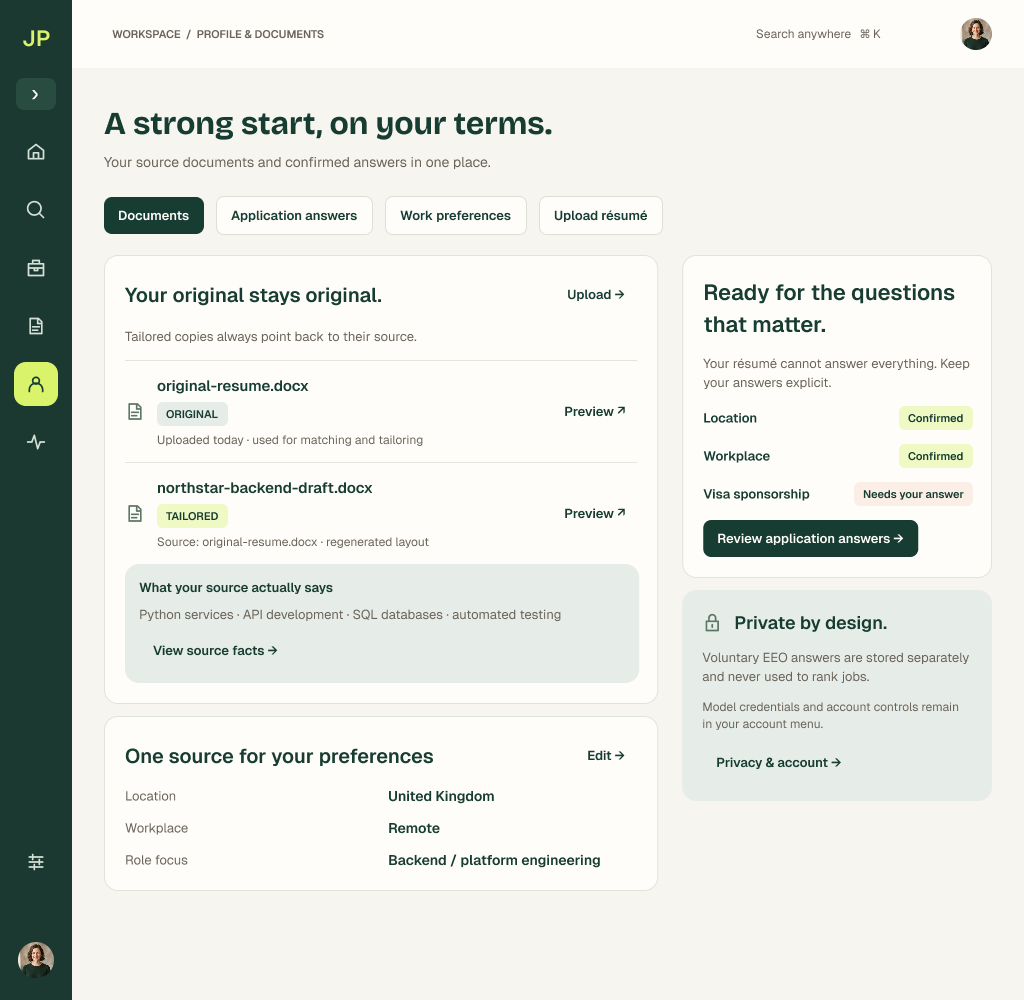 JP
WORKSPACE / PROFILE & DOCUMENTS
Search anywhere ⌘ K
A strong start, on your terms.
Your source documents and confirmed answers in one place.
Documents
Application answers
Work preferences
Upload résumé
Your original stays original.
Upload →
Tailored copies always point back to their source.
original-resume.docx
ORIGINAL
Uploaded today · used for matching and tailoring
Preview ↗
northstar-backend-draft.docx
TAILORED
Source: original-resume.docx · regenerated layout
Preview ↗
What your source actually says
Python services · API development · SQL databases · automated testing
View source facts →
One source for your preferences
Edit →
Location United Kingdom
Workplace Remote
Role focus Backend / platform engineering
Ready for the questions
that matter.
Your résumé cannot answer everything. Keep
your answers explicit.
Location Confirmed
Workplace Confirmed
Visa sponsorship Needs your answer
Review application answers →
Private by design.
Voluntary EEO answers are stored separately
and never used to rank jobs.
Model credentials and account controls remain
in your account menu.
Privacy & account →